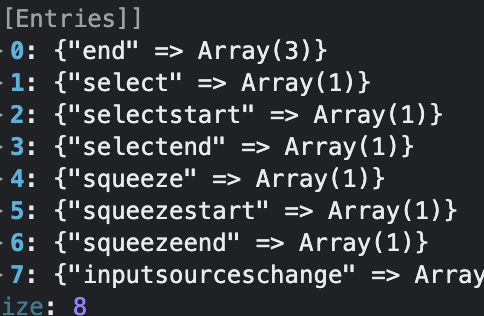 [Entries]]
0: {"end" => Array(3)}
1: {"select" => Array(1)}
2: {"selectstart" => Array(1)}
3: {"selectend" => Array(1)}
4: {"squeeze" => Array(1)}
5: {"squeezestart" => Array(1)}
6: {"squeezeend" => Array(1)}
7: {"inputsourceschange" => Array
ize: 8